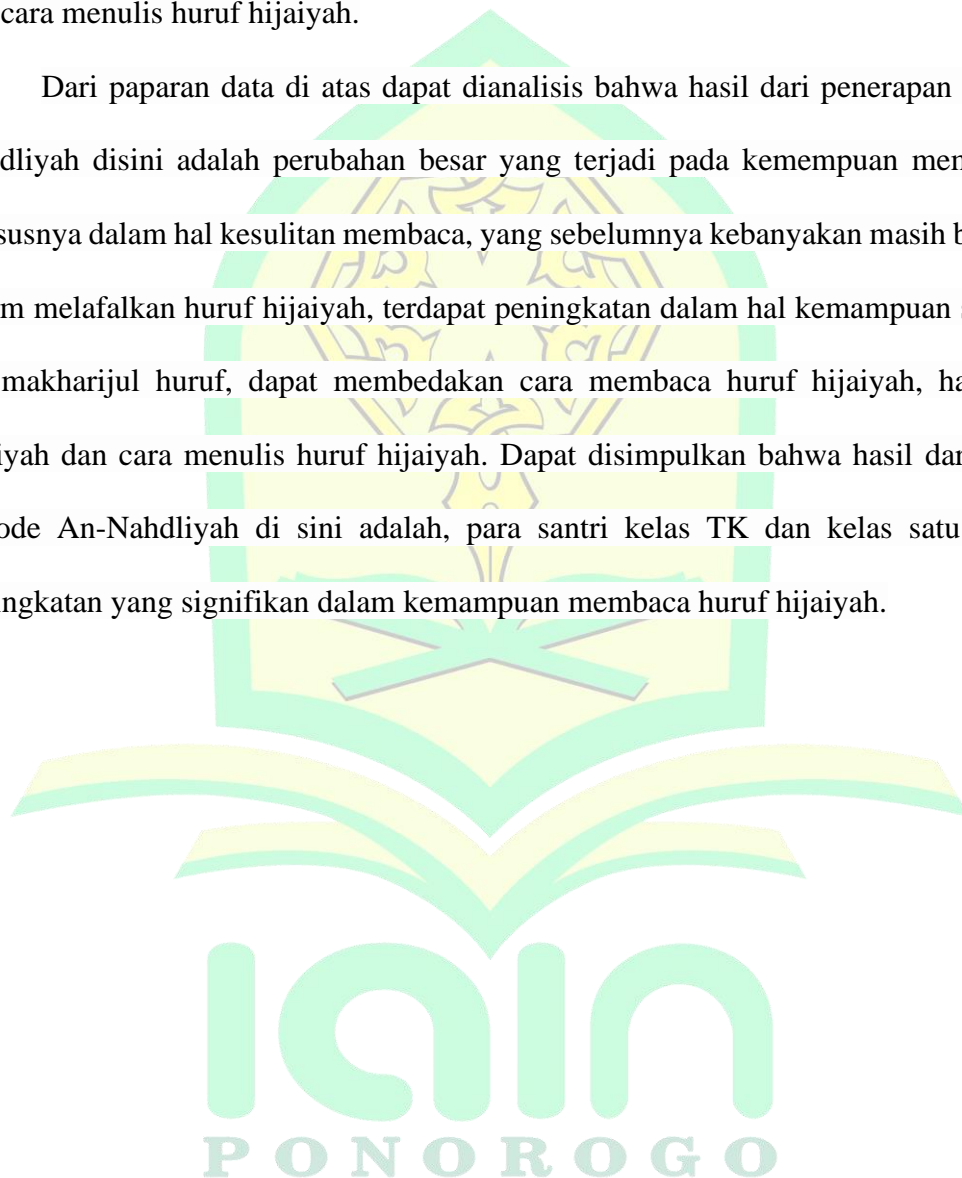 cara menulis huruf hijaiyah.
Dari paparan data di atas dapat dianalisis bahwa hasil dari penerapan
dliyah disini adalah perubahan besar yang terjadi pada kemempuan men
susnya dalam hal kesulitan membaca, yang sebelumnya kebanyakan masih b
m melafalkan huruf hijaiyah, terdapat peningkatan dalam hal kemampuan s
makharijul huruf, dapat membedakan cara membaca huruf hijaiyah, ha
iyah dan cara menulis huruf hijaiyah. Dapat disimpulkan bahwa hasil dar
ode An-Nahdliyah di sini adalah, para santri kelas TK dan kelas satu
ingkatan yang signifikan dalam kemampuan membaca huruf hijaiyah.
iain
PONOROGO